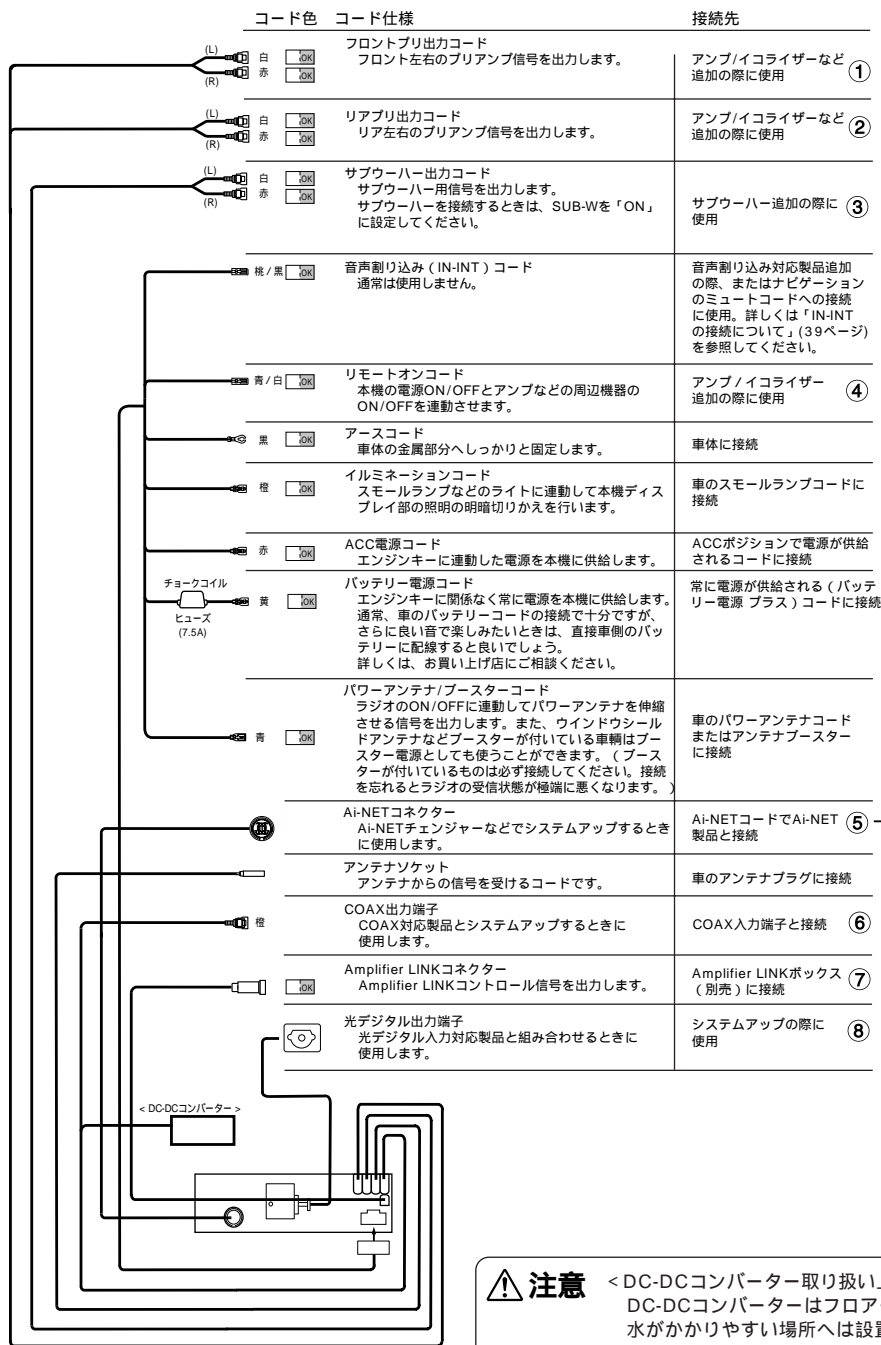 コード色 コード仕様 接続先
(L) 白 OK
(R) 赤 OK
フロントプリ出力コード
フロント左右のプリアンプ信号を出力します。
アンプ/イコライザーなど
追加の際に使用
①
(L) 白 OK
(R) 赤 OK
リアプリ出力コード
リア左右のプリアンプ信号を出力します。
アンプ/イコライザーなど
追加の際に使用
②
(L) 白 OK
(R) 赤 OK
サブウーハー出力コード
サブウーハー用信号を出力します。
サブウーハーを接続するときは、SUB-Wを「ON」
に設定してください。
サブウーハー追加の際に
使用
③
桃/黒 OK
音声割り込み(IN-INT)コード
通常は使用しません。
音声割り込み対応製品追加
の際、またはナビゲーション
のミュートコードへの接続
に使用。詳しくは「IN-INT
の接続について」(39ページ)
を参照してください。
青/白 OK
リモートオンコード
本機の電源ON/OFFとアンプなどの周辺機器の
ON/OFFを連動させます。
アンプ/イコライザー
追加の際に使用
④
黒 OK
アースコード
車体の金属部分へしっかりと固定します。
車体に接続
橙 OK
イルミネーションコード
スモールランプなどのライトに連動して本機ディス
プレイ部の照明の明暗切りかえを行います。
車のスモールランプコードに
接続
赤 OK
ACC電源コード
エンジンキーに連動した電源を本機に供給します。
ACCポジションで電源が供給
されるコードに接続
チョークコイル
ヒューズ
(7.5A)
黄 OK
バッテリー電源コード
エンジンキーに関係なく常に電源を本機に供給します。
通常、車のバッテリーコードの接続で十分ですが、
さらに良い音で楽しみたいときは、直接車側のバッ
テリーに配線すると良いでしょう。
詳しくは、お買い上げ店にご相談ください。
常に電源が供給される(バッテ
リー電源 プラス)コードに接続
青 OK
パワーアンテナ/ブースターコード
ラジオのON/OFFに連動してパワーアンテナを伸縮
させる信号を出力します。また、ウインドウシール
ドアンテナなどブースターが付いている車輌はブー
スター電源としても使うことができます。(ブース
ターが付いているものは必ず接続してください。接続
を忘れるとラジオの受信状態が極端に悪くなります。)
車のパワーアンテナコード
またはアンテナブースター
に接続
Ai-NETコネクター
Ai-NETチェンジャーなどでシステムアップするとき
に使用します。
Ai-NETコードでAi-NET
製品と接続
⑤
アンテナソケット
アンテナからの信号を受けるコードです。
車のアンテナプラグに接続
橙
COAX出力端子
COAX対応製品とシステムアップするときに
使用します。
COAX入力端子と接続
⑥
OK
Amplifier LINKコネクター
Amplifier LINKコントロール信号を出力します。
Amplifier LINKボックス
(別売)に接続
⑦
光デジタル出力端子
光デジタル入力対応製品と組み合わせるときに
使用します。
システムアップの際に
使用
⑧
<DC-DCコンバーター>
注意 <DC-DCコンバーター取り扱い
DC-DCコンバーターはフロア
水がかかりやすい場所へは設置